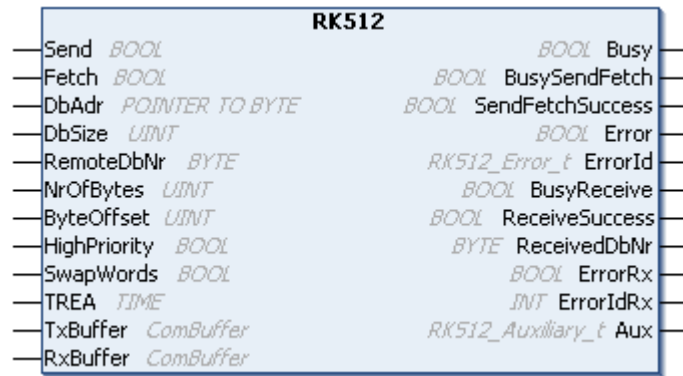 RK512
Send BOOL BOOL Busy
Fetch BOOL BOOL BusySendFetch
DbAdr POINTER TO BYTE BOOL SendFetchSuccess
DbSize UINT BOOL Error
RemoteDbNr BYTE RK512_Error_t ErrorId
NrOfBytes UINT BOOL BusyReceive
ByteOffset UINT BOOL ReceiveSuccess
HighPriority BOOL BYTE ReceivedDbNr
SwapWords BOOL BOOL ErrorRx
TREA TIME INT ErrorIdRx
TxBuffer ComBuffer RK512_Auxiliary_t Aux
RxBuffer ComBuffer